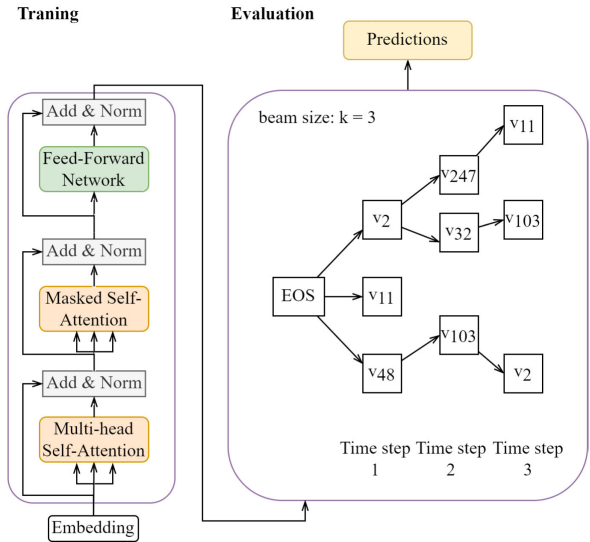 Traning
Add & Norm
Feed-Forward
Network
Add & Norm
Masked Self-
Attention
Add & Norm
Multi-head
Self-Attention
Embedding
Evaluation
Predictions
beam size: k = 3
v11
v247
v2
v32
v103
EOS
v11
v103
v48
v2
Time step
1
Time step
2
Time step
3